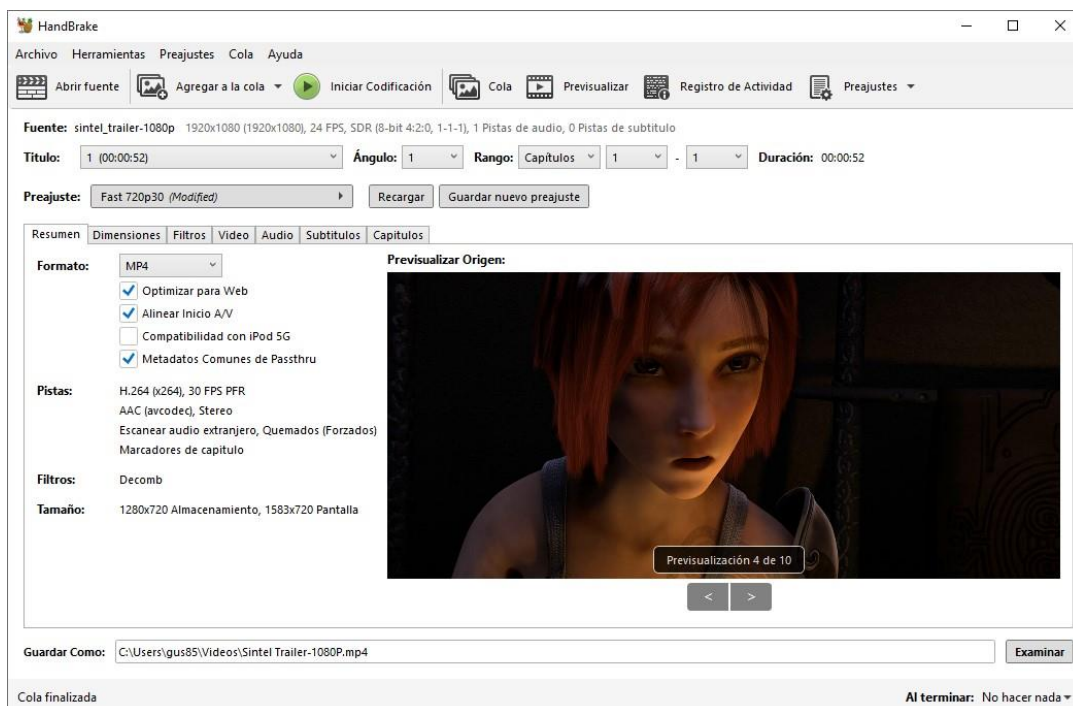 HandBrake
Archivo Herramientas Preajustes Cola Ayuda
Abrir fuente Agregar a la cola Iniciar Codificación Cola Previsualizar Registro de Actividad Preajustes
Fuente: sintel_trailer-1080p 1920x1080 (1920x1080), 24 FPS, SDR (8-bit 4:2:0, 1-1-1), 1 Pistas de audio, 0 Pistas de subtitulo
Titulo: 1 (00:00:52) Ángulo: 1 Rango: Capítulos 1 - 1 Duración: 00:00:52
Preajuste: Fast 720p30 (Modified) Recargar Guardar nuevo preajuste
Resumen Dimensiones Filtros Video Audio Subtitulos Capitulos
Formato: MP4
Optimizar para Web
Alinear Inicio A/V
Compatibilidad con iPod 5G
Metadatos Comunes de Passthru
Pistas: H.264 (x264), 30 FPS PFR
AAC (avcodec), Stereo
Escanear audio extranjero, Quemados (Forzados)
Marcadores de capitulo
Filtros: Decomb
Tamaño: 1280x720 Almacenamiento, 1583x720 Pantalla
Previsualizar Origen:
Previsualización 4 de 10
< >
Guardar Como: C:\Users\gus85\Videos\Sintel Trailer-1080P.mp4 Examinar
Cola finalizada Al terminar: No hacer nada